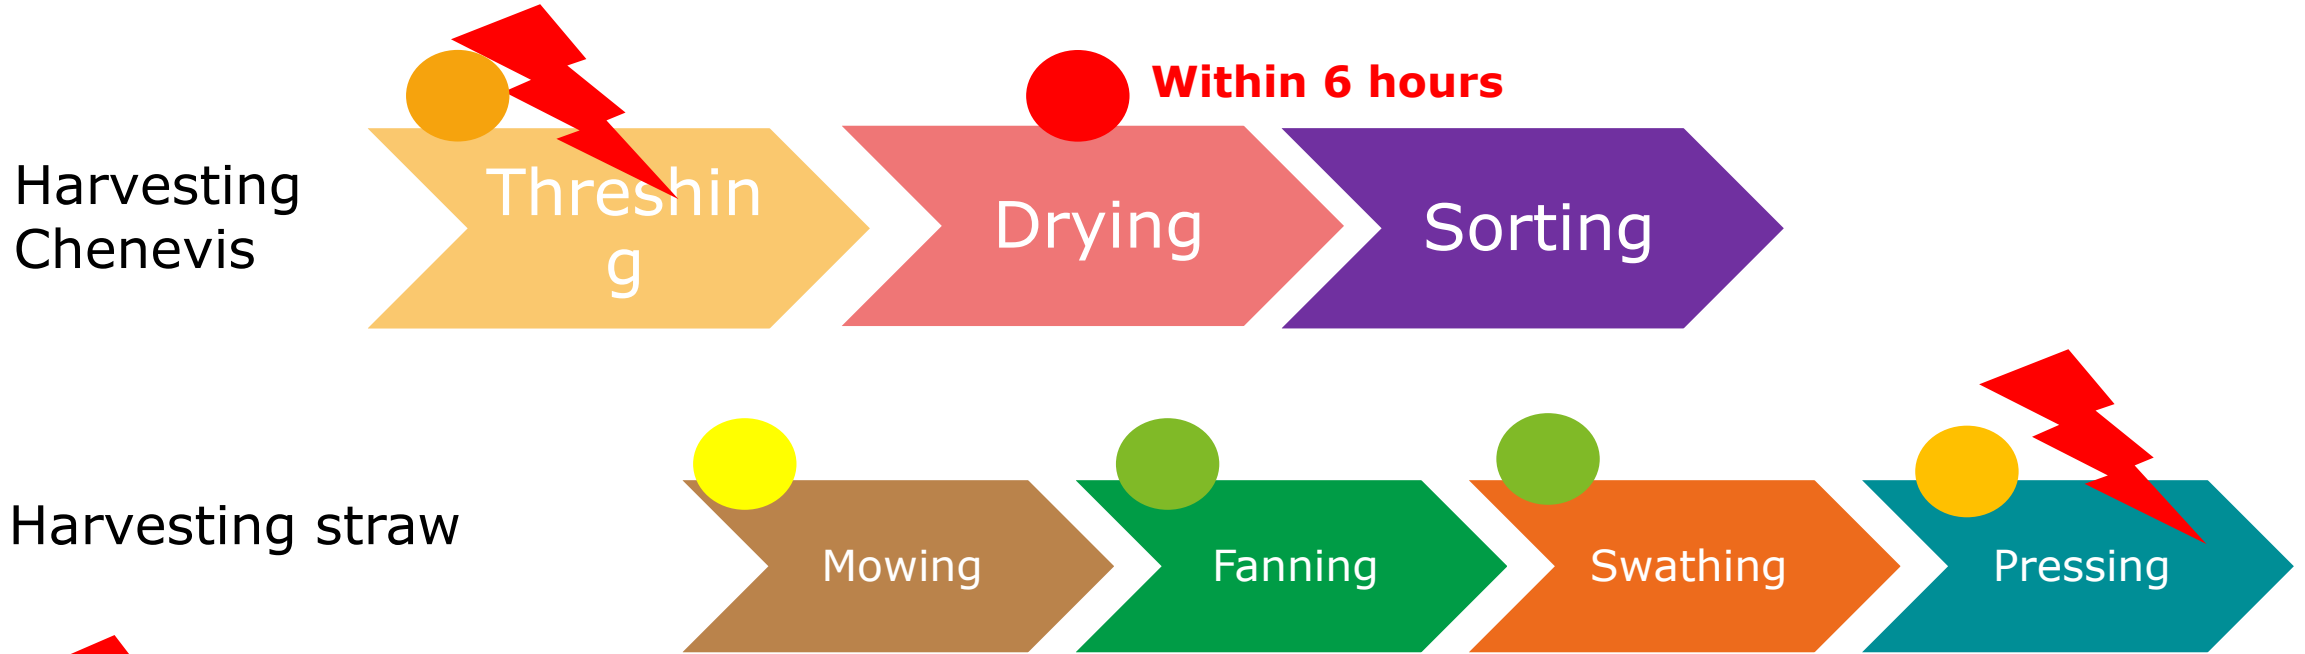 Within 6 hours
Harvesting
Chenevis
Threshin
g
Drying
Sorting
Harvesting straw
Mowing
Fanning
Swathing
Pressing